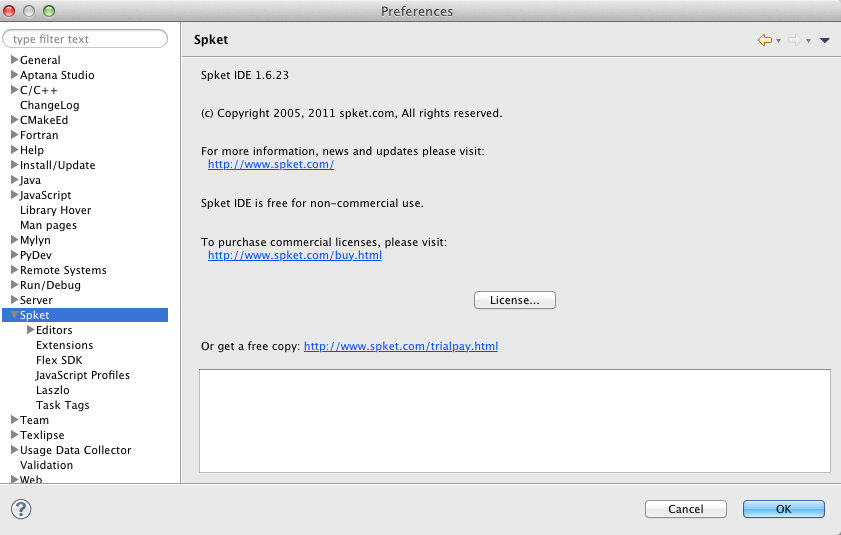 Preferences
type filter text
General
Aptana Studio
C/C++
ChangeLog
CMakeEd
Fortran
Help
Install/Update
Java
JavaScript
Library Hover
Man pages
Mylyn
PyDev
Remote Systems
Run/Debug
Server
Spket
Editors
Extensions
Flex SDK
JavaScript Profiles
Laszlo
Task Tags
Team
Texlipse
Usage Data Collector
Validation
Web
Spket
Spket IDE 1.6.23
(c) Copyright 2005, 2011 spket.com, All rights reserved.
For more information, news and updates please visit:
http://www.spket.com/
Spket IDE is free for non-commercial use.
To purchase commercial licenses, please visit:
http://www.spket.com/buy.html
License...
Or get a free copy: http://www.spket.com/trialpay.html
?
Cancel
OK